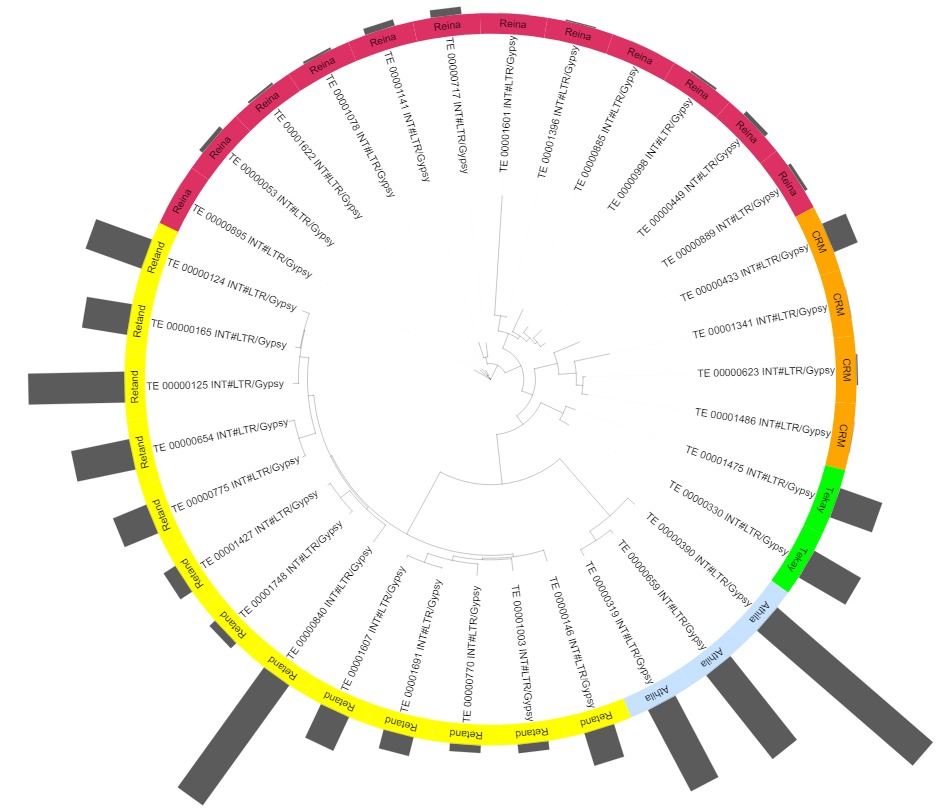 Reina
TE 00001601 INT#LTR/Gypsy
Reina
TE 00001396 INT#LTR/Gypsy
Reina
TE 00000885 INT#LTR/Gypsy
Reina
TE 00000998 INT#LTR/Gypsy
Reina
TE 00000449 INT#LTR/Gypsy
Reina
TE 00000889 INT#LTR/Gypsy
CRM
TE 00000433 INT#LTR/Gypsy
CRM
TE 00001341 INT#LTR/Gypsy
CRM
TE 00000623 INT#LTR/Gypsy
CRM
TE 00001486 INT#LTR/Gypsy
Tekay
TE 00001475 INT#LTR/Gypsy
Tekay
TE 00000330 INT#LTR/Gypsy
Athila
TE 00000390 INT#LTR/Gypsy
Athila
TE 00000659 INT#LTR/Gypsy
Athila
TE 00000319 INT#LTR/Gypsy
Retand
TE 00000146 INT#LTR/Gypsy
Retand
TE 00001003 INT#LTR/Gypsy
Retand
TE 00000770 INT#LTR/Gypsy
Retand
TE 00001691 INT#LTR/Gypsy
Retand
TE 00001607 INT#LTR/Gypsy
Retand
TE 00000840 INT#LTR/Gypsy
Retand
TE 00001748 INT#LTR/Gypsy
Retand
TE 00001427 INT#LTR/Gypsy
Retand
TE 00000775 INT#LTR/Gypsy
Retand
TE 00000654 INT#LTR/Gypsy
Retand
TE 00000125 INT#LTR/Gypsy
Retand
TE 00000165 INT#LTR/Gypsy
Retand
TE 00000124 INT#LTR/Gypsy
Reina
TE 00000895 INT#LTR/Gypsy
Reina
TE 00000053 INT#LTR/Gypsy
Reina
TE 00001622 INT#LTR/Gypsy
Reina
TE 00001078 INT#LTR/Gypsy
Reina
TE 00001141 INT#LTR/Gypsy
Reina
TE 00000717 INT#LTR/Gypsy